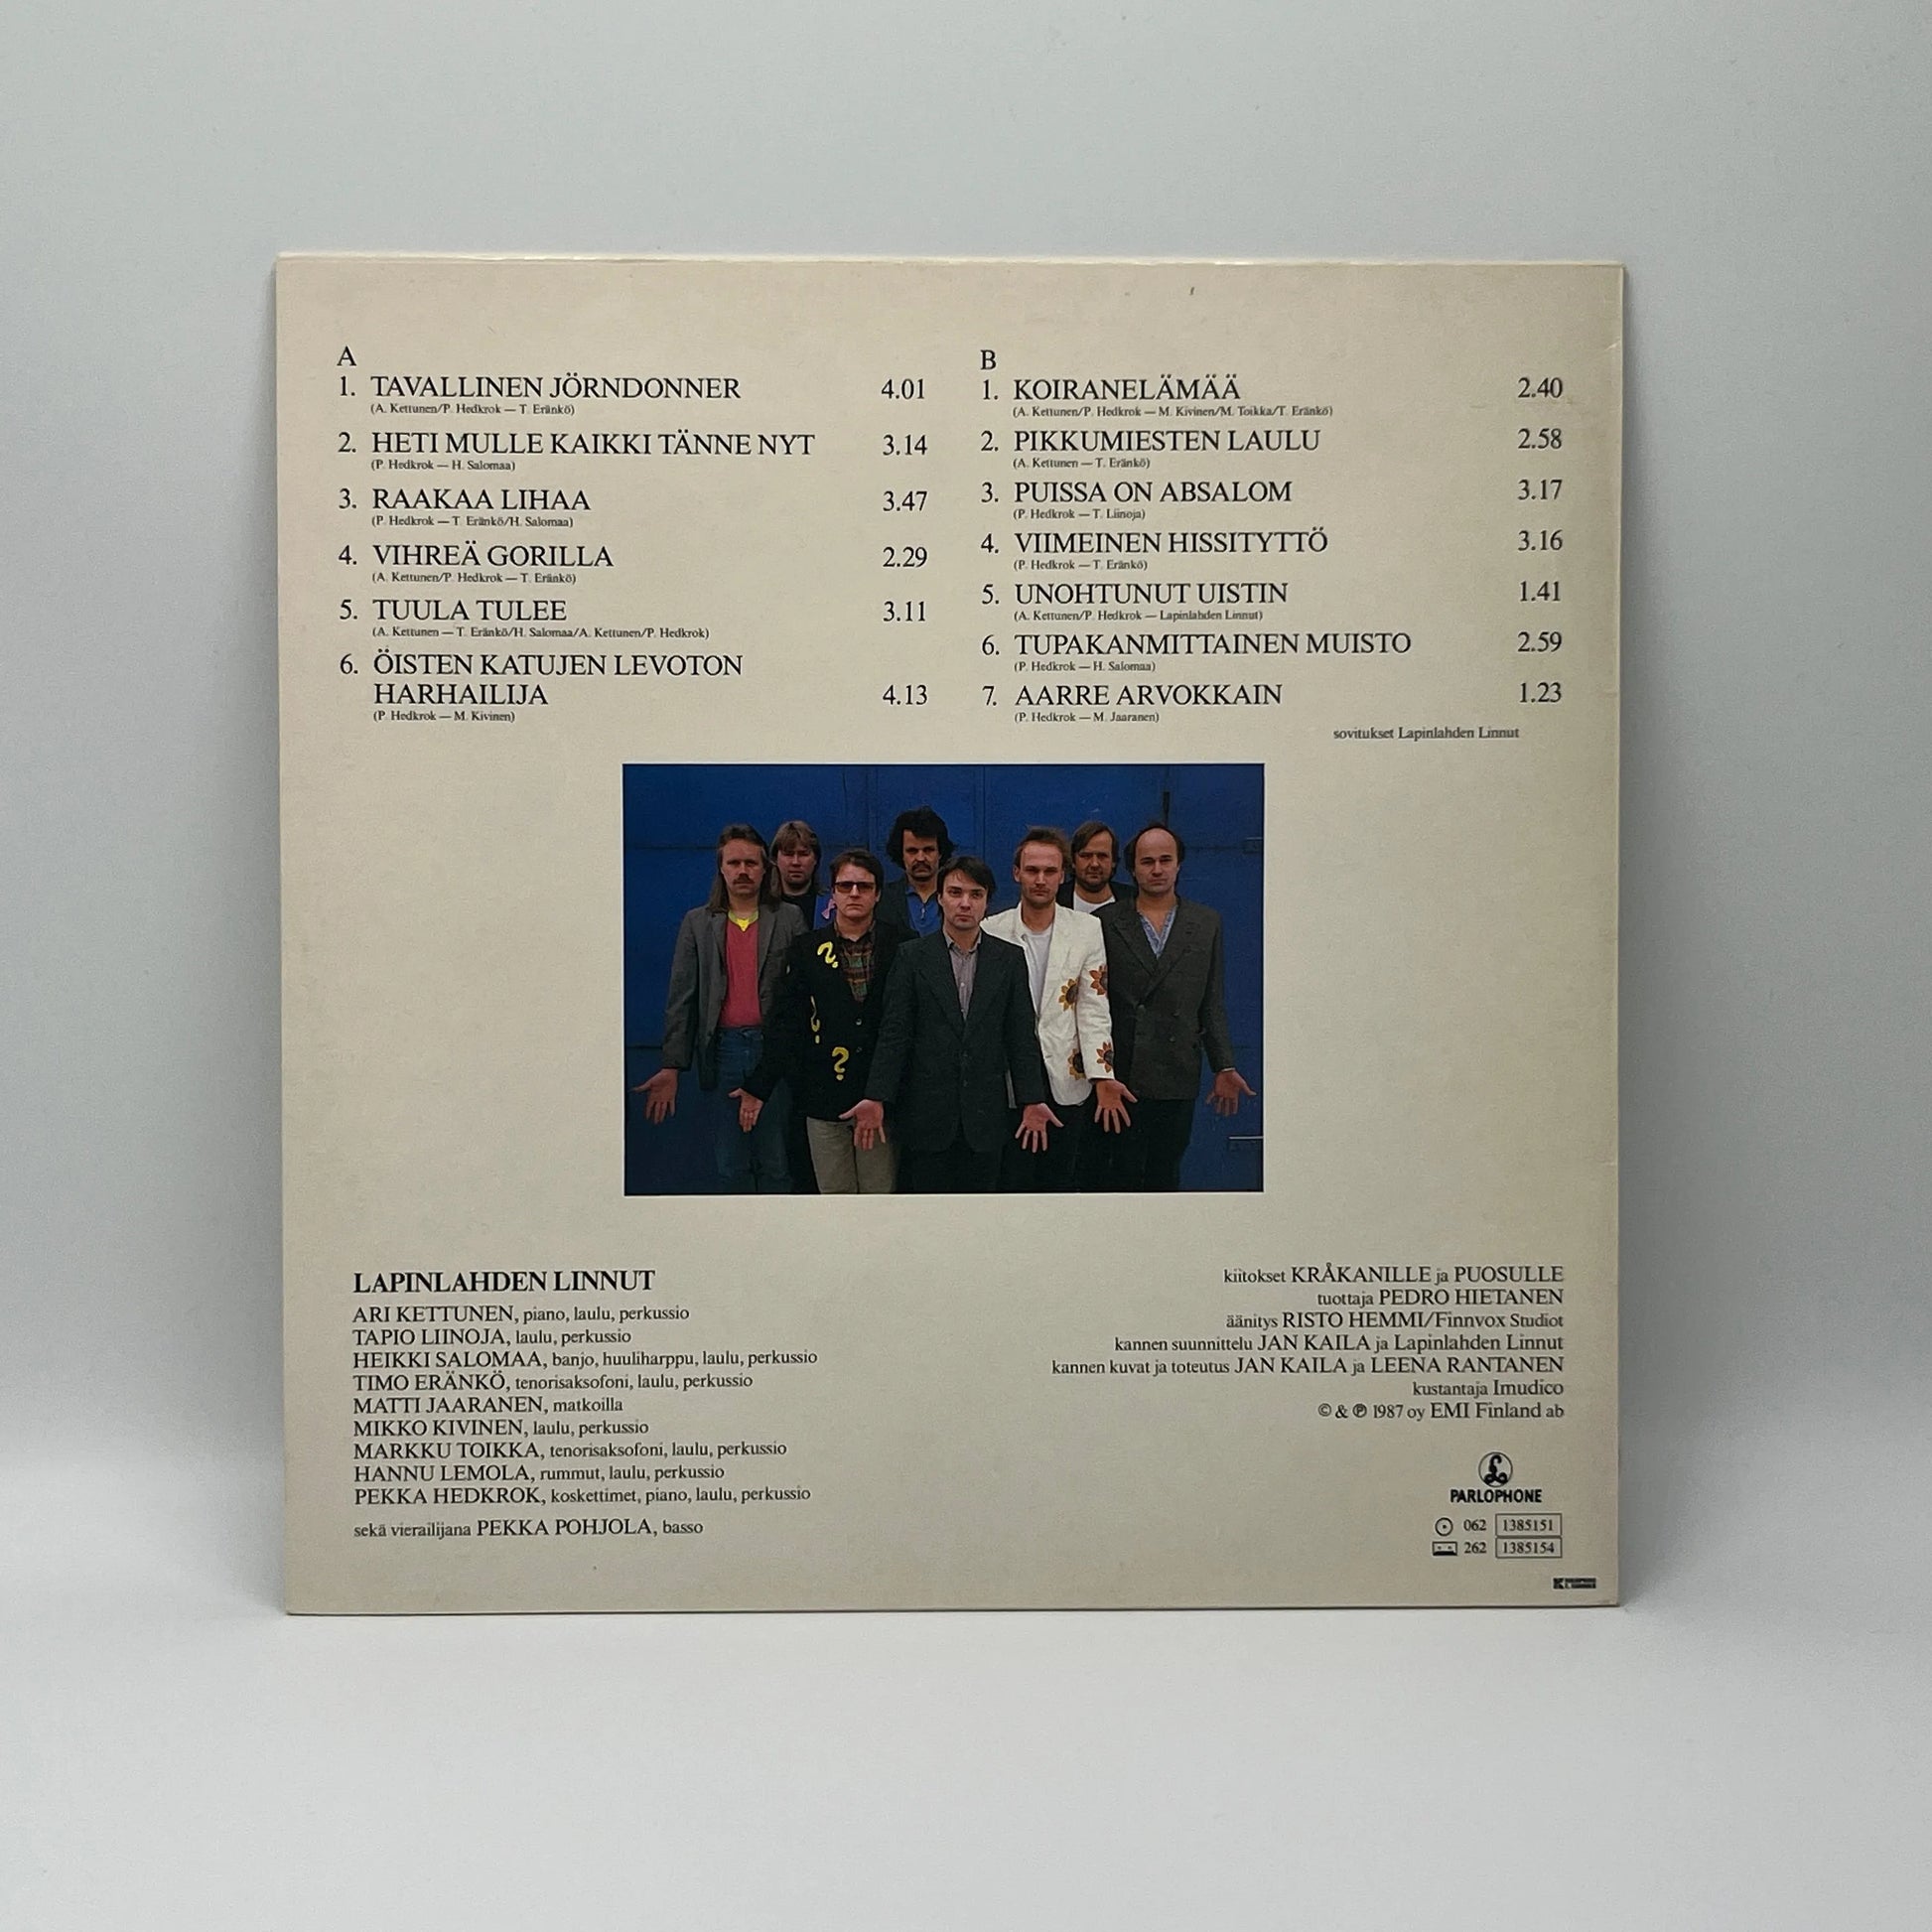 A
1. TAVALLINEN JÖRNDONNER 4.01
(A. Kettunen/P. Hedkrok — T. Eränkö)
2. HETI MULLE KAIKKI TÄNNE NYT 3.14
(P. Hedkrok — H. Salomaa)
3. RAAKAA LIHAA 3.47
(P. Hedkrok — T. Eränkö/H. Salomaa)
4. VIHREÄ GORILLA 2.29
(A. Kettunen/P. Hedkrok — T. Eränkö)
5. TUULA TULEE 3.11
(A. Kettunen — T. Eränkö/H. Salomaa/A. Kettunen/P. Hedkrok)
6. ÖISTEN KATUJEN LEVOTON
HARHAILIJA 4.13
(P. Hedkrok — M. Kivinen)
B
1. KOIRANELÄMÄÄ 2.40
(A. Kettunen/P. Hedkrok — M. Kivinen/M. Toikka/T. Eränkö)
2. PIKKUMIESTEN LAULU 2.58
(A. Kettunen — T. Eränkö)
3. PUISSA ON ABSALOM 3.17
(P. Hedkrok — T. Liinoja)
4. VIIMEINEN HISSITYTTÖ 3.16
(P. Hedkrok — T. Eränkö)
5. UNOHTUNUT UISTIN 1.41
(A. Kettunen/P. Hedkrok — Lapinlahden Linnut)
6. TUPAKANMITTAINEN MUISTO 2.59
(P. Hedkrok — H. Salomaa)
7. AARRE ARVOKKAIN 1.23
(P. Hedkrok — M. Jaaranen)
sovitukset Lapinlahden Linnut
? ?
?
LAPINLAHDEN LINNUT
ARI KETTUNEN, piano, laulu, perkussio
TAPIO LIINOJA, laulu, perkussio
HEIKKI SALOMAA, banjo, huuliharppu, laulu, perkussio
TIMO ERÄNKÖ, tenorisaksofoni, laulu, perkussio
MATTI JAARANEN, matkoilla
MIKKO KIVINEN, laulu, perkussio
MARKKU TOIKKA, tenorisaksofoni, laulu, perkussio
HANNU LEMOLA, rummut, laulu, perkussio
PEKKA HEDKROK, koskettimet, piano, laulu, perkussio
sekä vierailijana PEKKA POHJOLA, basso
kiitokset KRÅKANILLE ja PUOSULLE
tuottaja PEDRO HIETANEN
äänitys RISTO HEMMI/Finnvox Studiot
kannen suunnittelu JAN KAILA ja Lapinlahden Linnut
kannen kuvat ja toteutus JAN KAILA ja LEENA RANTANEN
kustantaja Imudico
© & ℗ 1987 oy EMI Finland ab
£
PARLOPHONE
062 1385151
262 1385154